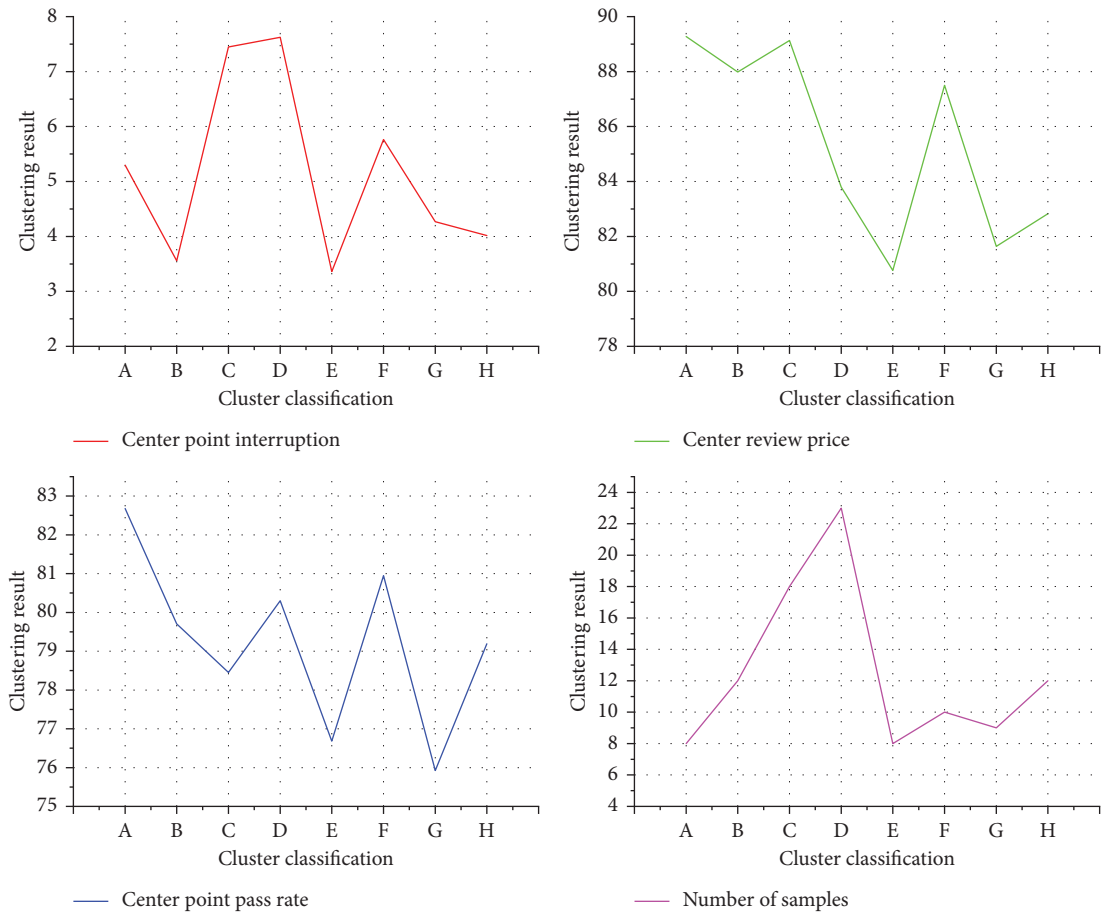 8
7
6
5
4
3
2
Clustering result
A B C D E F G H
Cluster classification
Center point interruption
90
88
86
84
82
80
78
Clustering result
A B C D E F G H
Cluster classification
Center review price
83
82
81
80
79
78
77
76
75
Clustering result
A B C D E F G H
Cluster classification
Center point pass rate
24
22
20
18
16
14
12
10
8
6
4
Clustering result
A B C D E F G H
Cluster classification
Number of samples